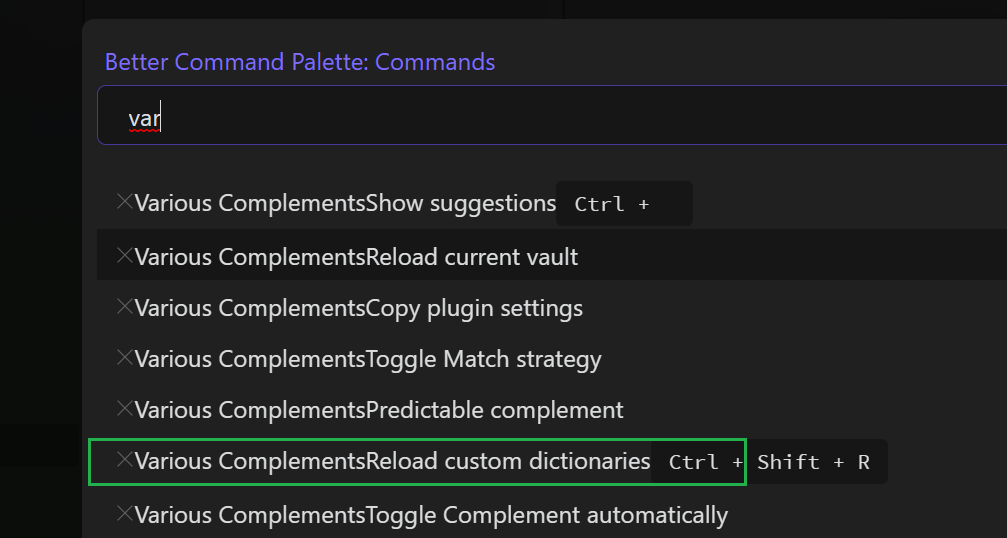 Better Command Palette: Commands
var
Various ComplementsShow suggestions Ctrl +
Various ComplementsReload current vault
Various ComplementsCopy plugin settings
Various ComplementsToggle Match strategy
Various ComplementsPredictable complement
Various ComplementsReload custom dictionaries Ctrl + Shift + R
Various ComplementsToggle Complement automatically